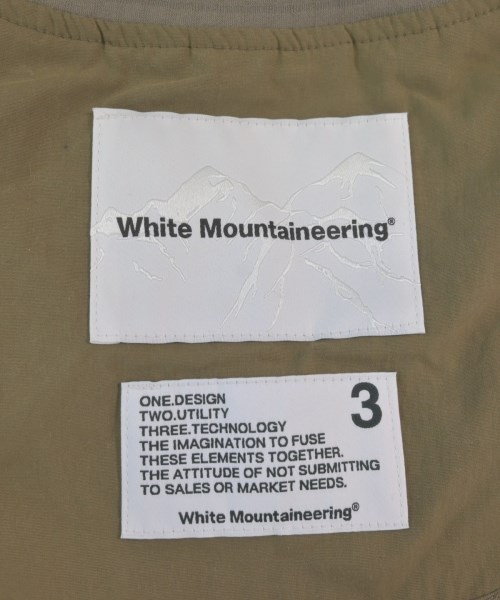 White Mountaineering®
ONE.DESIGN
TWO.UTILITY
THREE.TECHNOLOGY
THE IMAGINATION TO FUSE
THESE ELEMENTS TOGETHER.
THE ATTITUDE OF NOT SUBMITTING
TO SALES OR MARKET NEEDS.
3
White Mountaineering®